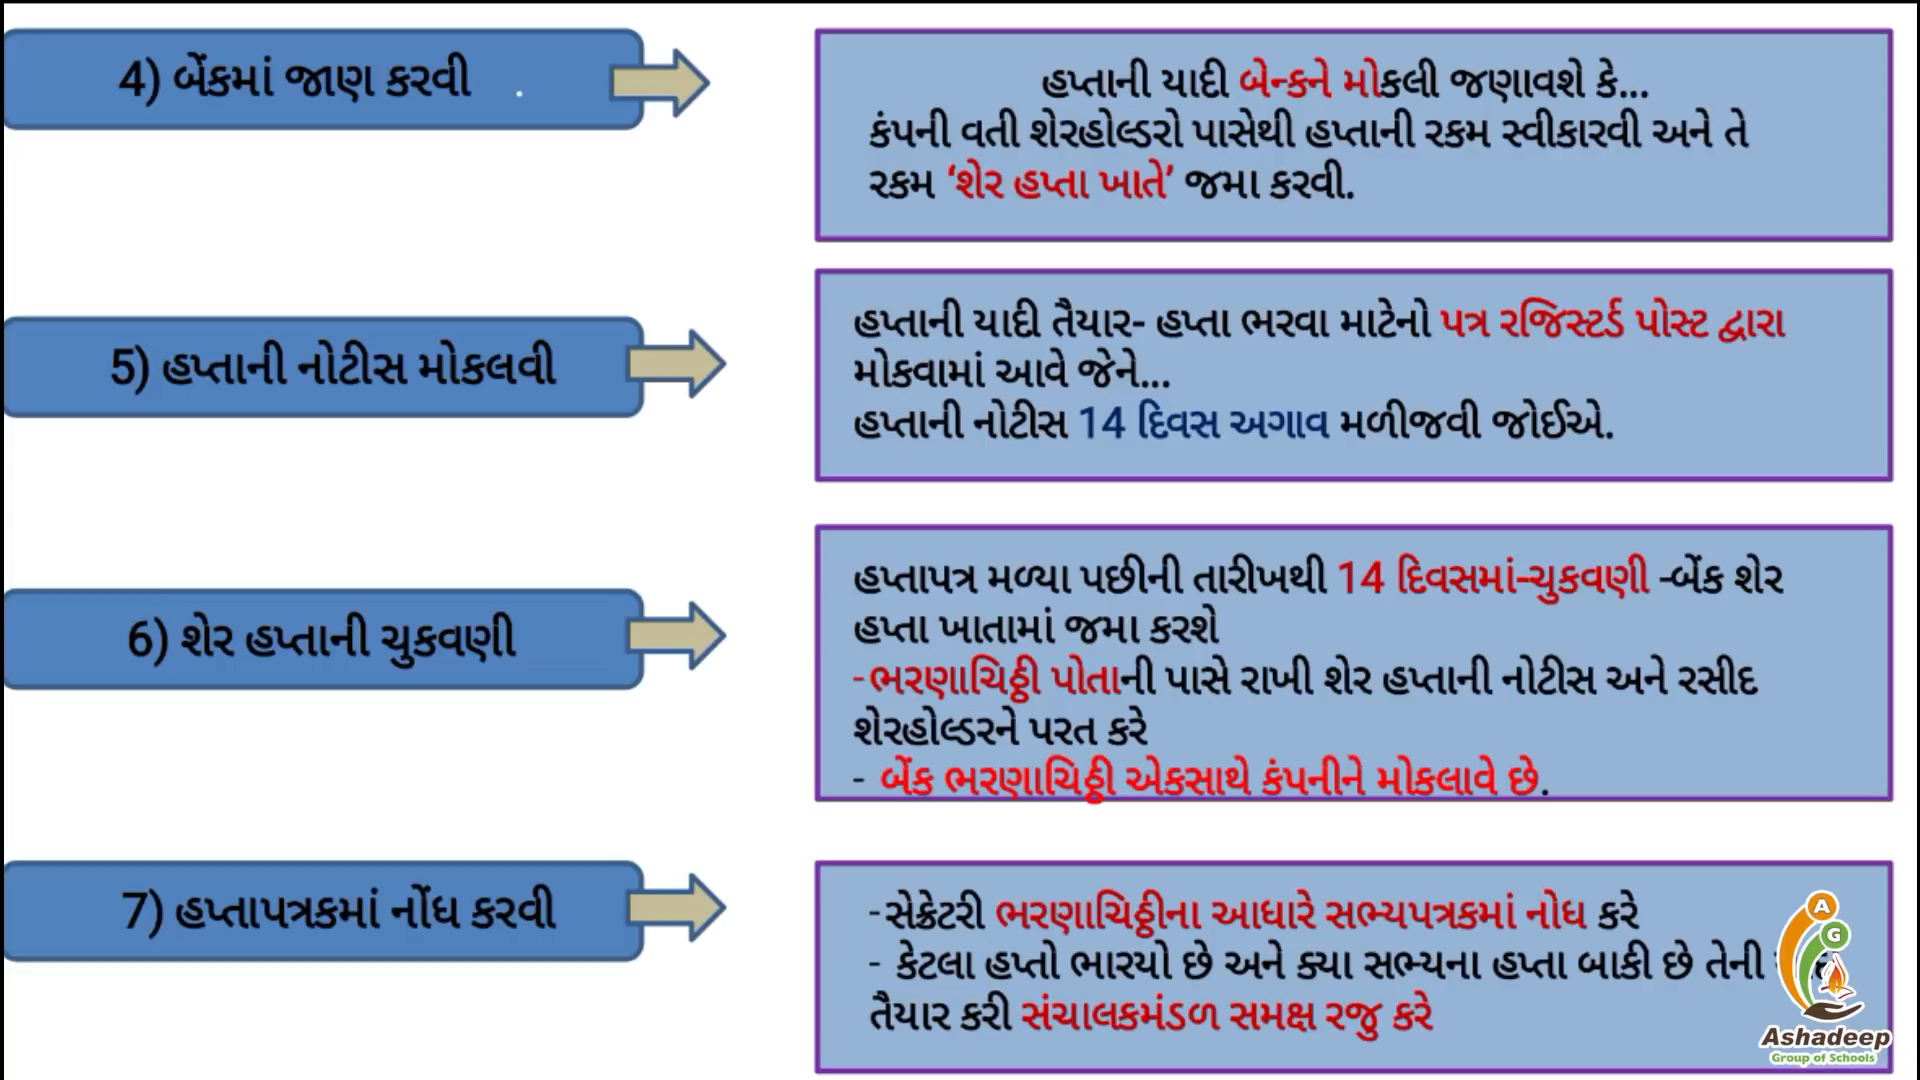 4) બેંકમાં જાણ કરવી
હપ્તાની યાદી બેન્કને મોકલી જણાવશે કે...
કંપની વતી શેરહોલ્ડરો પાસેથી હપ્તાની રકમ સ્વીકારવી અને તે
રકમ ‘શેર હપ્તા ખાતે’ જમા કરવી.
5) હપ્તાની નોટીસ મોકલવી
હપ્તાની યાદી તૈયાર- હપ્તા ભરવા માટેનો પત્ર રજિસ્ટર્ડ પોસ્ટ દ્વારા
મોકવામાં આવે જેને...
હપ્તાની નોટીસ 14 દિવસ અગાવ મળીજવી જોઈએ.
6) શેર હપ્તાની ચુકવણી
હપ્તાપત્ર મળ્યા પછીની તારીખથી 14 દિવસમાં-ચુકવણી -બેંક શેર
હપ્તા ખાતામાં જમા કરશે
-ભરણાચિઠ્ઠી પોતાની પાસે રાખી શેર હપ્તાની નોટીસ અને રસીદ
શેરહોલ્ડરને પરત કરે
- બેંક ભરણાચિઠ્ઠી એકસાથે કંપનીને મોકલાવે છે.
7) હપ્તાપત્રકમાં નોંધ કરવી
-સેક્રેટરી ભરણાચિઠ્ઠીના આધારે સભ્યપત્રકમાં નોધ કરે
- કેટલા હપ્તો ભારયો છે અને ક્યા સભ્યના હપ્તા બાકી છે તેની
તૈયાર કરી સંચાલકમંડળ સમક્ષ રજુ કરે
A
G
Ashadeep
Group of Schools